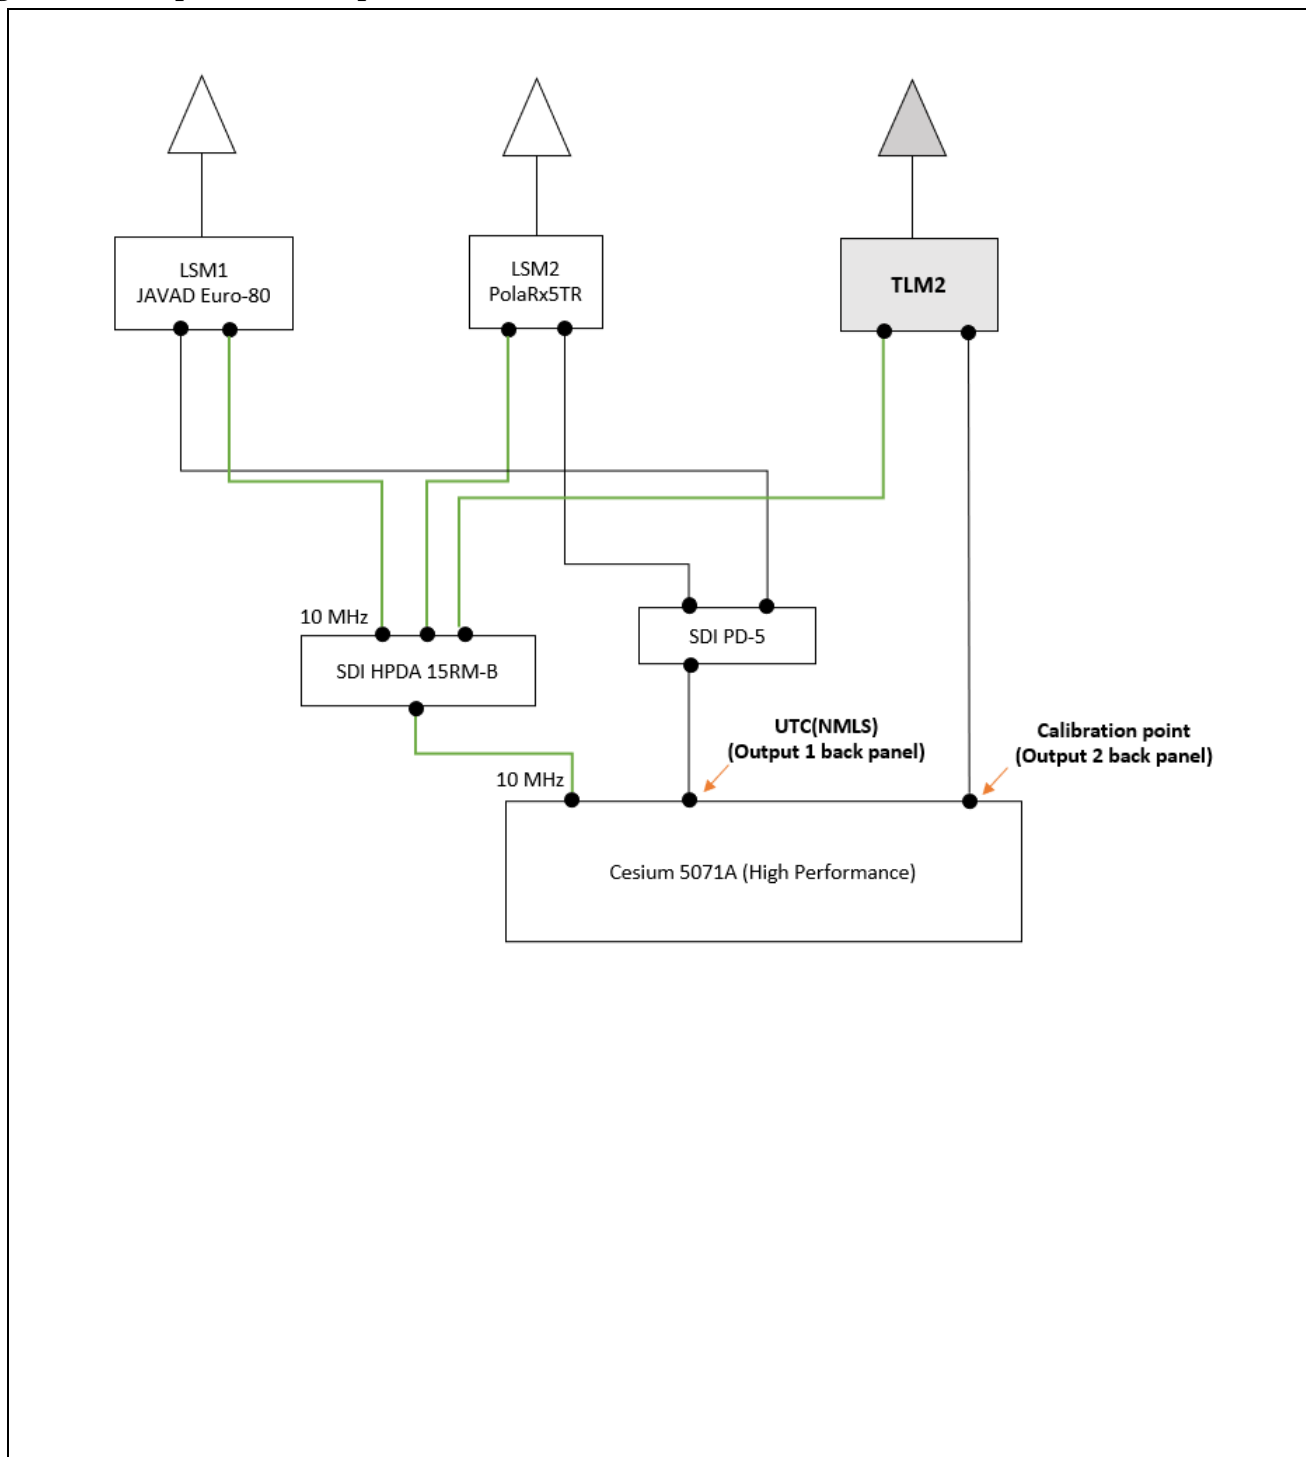 LSM1
JAVAD Euro-80
LSM2
PolaRx5TR
TLM2
10 MHz
SDI HPDA 15RM-B
SDI PD-5
UTC(NMLS)
(Output 1 back panel)
Calibration point
(Output 2 back panel)
10 MHz
Cesium 5071A (High Performance)